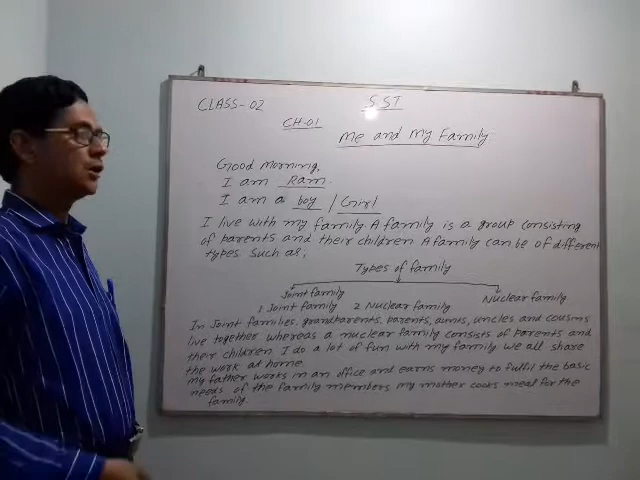 CLASS-02
SST
CH.01
Me and My Family
Good Morning,
I am Ram.
I am a boy / Girl
I live with my family. A family is a group consisting
of parents and their children A family can be of different
types such as,
Types of family
Joint family
Nuclear family
1 Joint family 2 Nuclear family
In Joint families, grandparents, parents, aunts, uncles and cousins
live together whereas a nuclear family consists of parents and
their children I do a lot of fun with my family we all share
the work ad home
my father works in an office and earns money to fulfil the basic
needs of the family members my mother cooks meal for the
family.